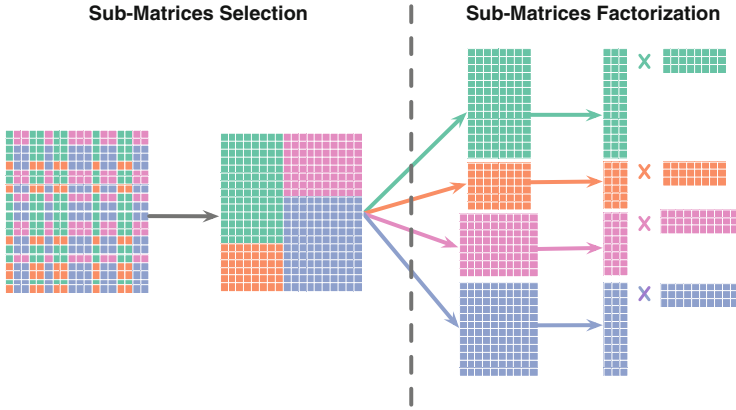 Sub-Matrices Selection
Sub-Matrices Factorization
×
×
×
×